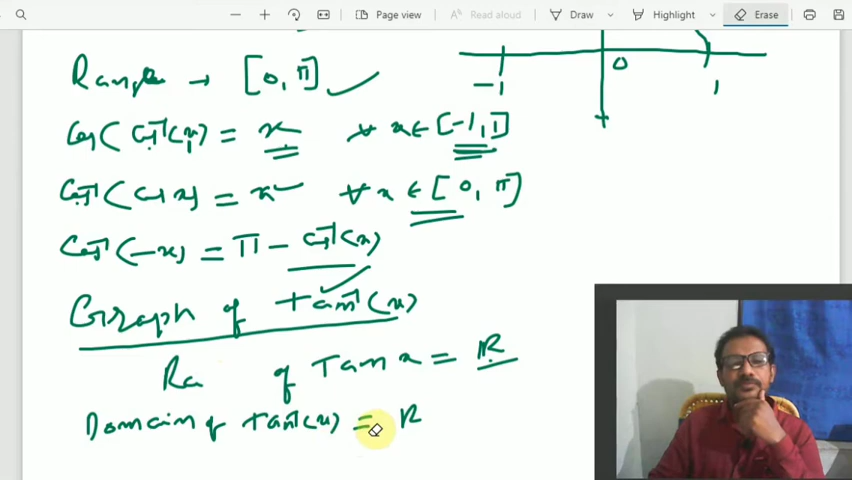 Page view Read aloud Draw Highlight Erase
Range → [0, π] ✓
Cos(Cos⁻¹(x)) = x ∀ x ∈ [-1, 1]
Cos⁻¹(Cos x) = x ∀ x ∈ [0, π]
Cos⁻¹(-x) = π - Cos⁻¹(x)
Graph of tan⁻¹(x)
Ra of Tan x = R
Domain of tan⁻¹(x) = R
-1 0 1